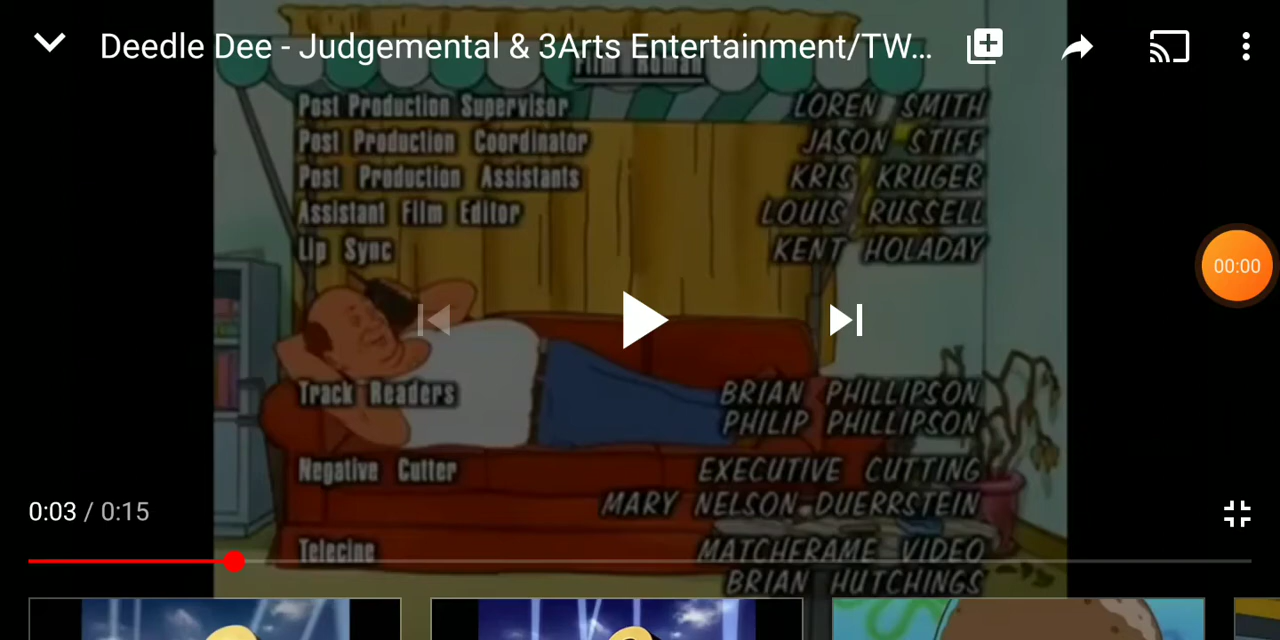 Deedle Dee - Judgemental & 3Arts Entertainment/TW...
Film Roman
Post Production Supervisor LOREN SMITH
Post Production Coordinator JASON STIFF
Post Production Assistants KRIS KRUGER
Assistant Film Editor LOUIS RUSSELL
Lip Sync KENT HOLADAY
00:00
Track Readers BRIAN PHILLIPSON
PHILIP PHILLIPSON
Negative Cutter EXECUTIVE CUTTING
MARY NELSON-DUERRSTEIN
0:03 / 0:15
Telecine MATCHFRAME VIDEO
BRIAN HUTCHINGS